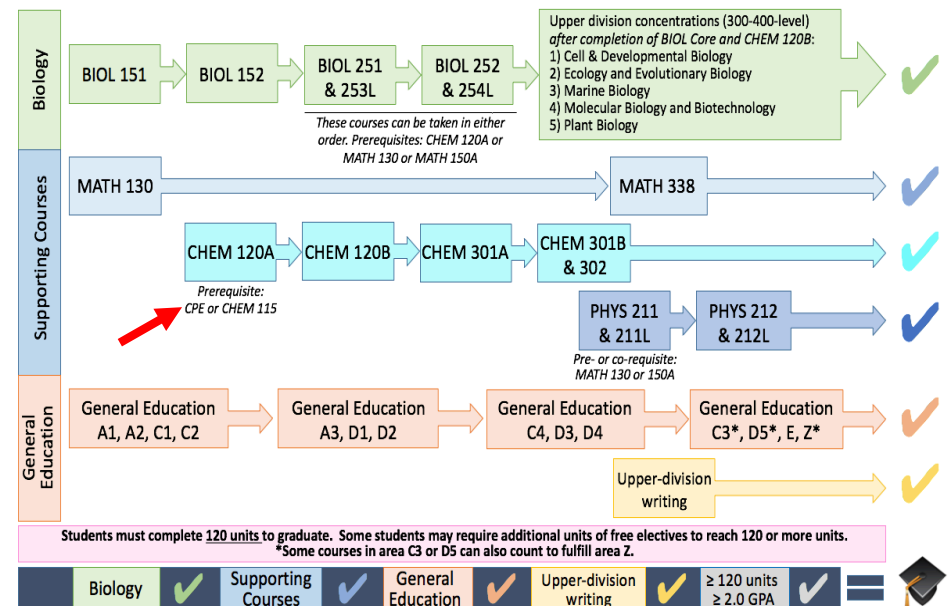 Biology
BIOL 151
BIOL 152
BIOL 251
& 253L
BIOL 252
& 254L
These courses can be taken in either
order. Prerequisites: CHEM 120A or
MATH 130 or MATH 150A
Upper division concentrations (300-400-level)
after completion of BIOL Core and CHEM 120B:
1) Cell & Developmental Biology
2) Ecology and Evolutionary Biology
3) Marine Biology
4) Molecular Biology and Biotechnology
5) Plant Biology
Supporting Courses
MATH 130
MATH 338
CHEM 120A
Prerequisite:
CPE or CHEM 115
CHEM 120B
CHEM 301A
CHEM 301B
& 302
PHYS 211
& 211L
Pre- or co-requisite:
MATH 130 or 150A
PHYS 212
& 212L
General
Education
General Education
A1, A2, C1, C2
General Education
A3, D1, D2
General Education
C4, D3, D4
General Education
C3*, D5*, E, Z*
Upper-division
writing
Students must complete 120 units to graduate. Some students may require additional units of free electives to reach 120 or more units.
*Some courses in area C3 or D5 can also count to fulfill area Z.
Biology
Supporting
Courses
General
Education
Upper-division
writing
≥ 120 units
≥ 2.0 GPA